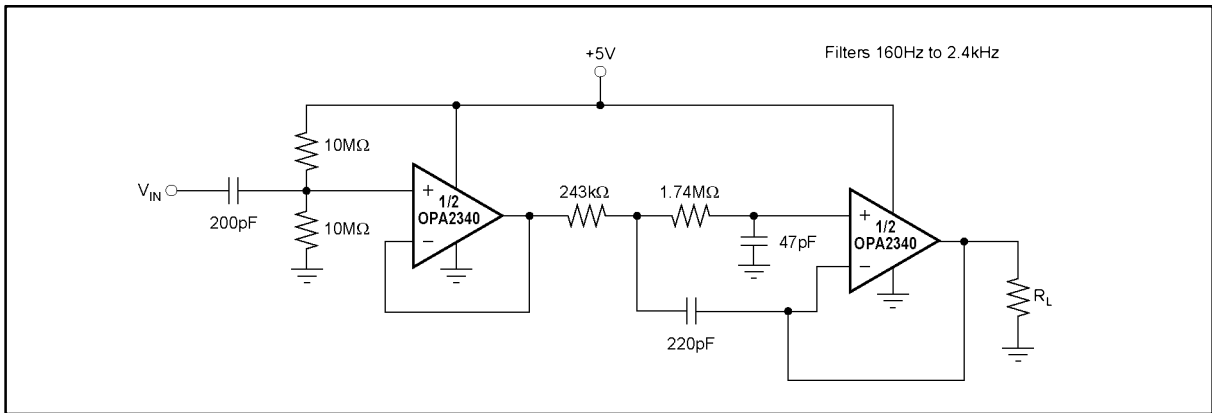 Filters 160Hz to 2.4kHz
+5V
10MΩ
V_IN
200pF
10MΩ
+
1/2
OPA2340
−
243kΩ
1.74MΩ
47pF
220pF
+
1/2
OPA2340
−
R_L